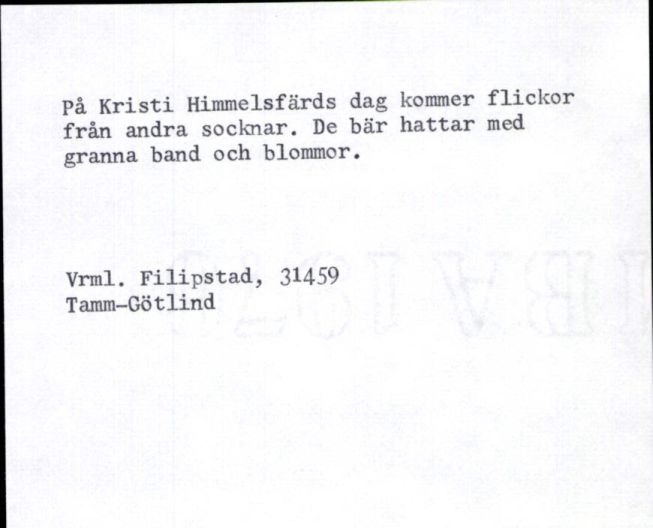 På Kristi Himmelsfärds dag kommer flickor
från andra socknar. De bär hattar med
granna band och blommor.
Vrml. Filipstad, 31459
Tamm-Götlind